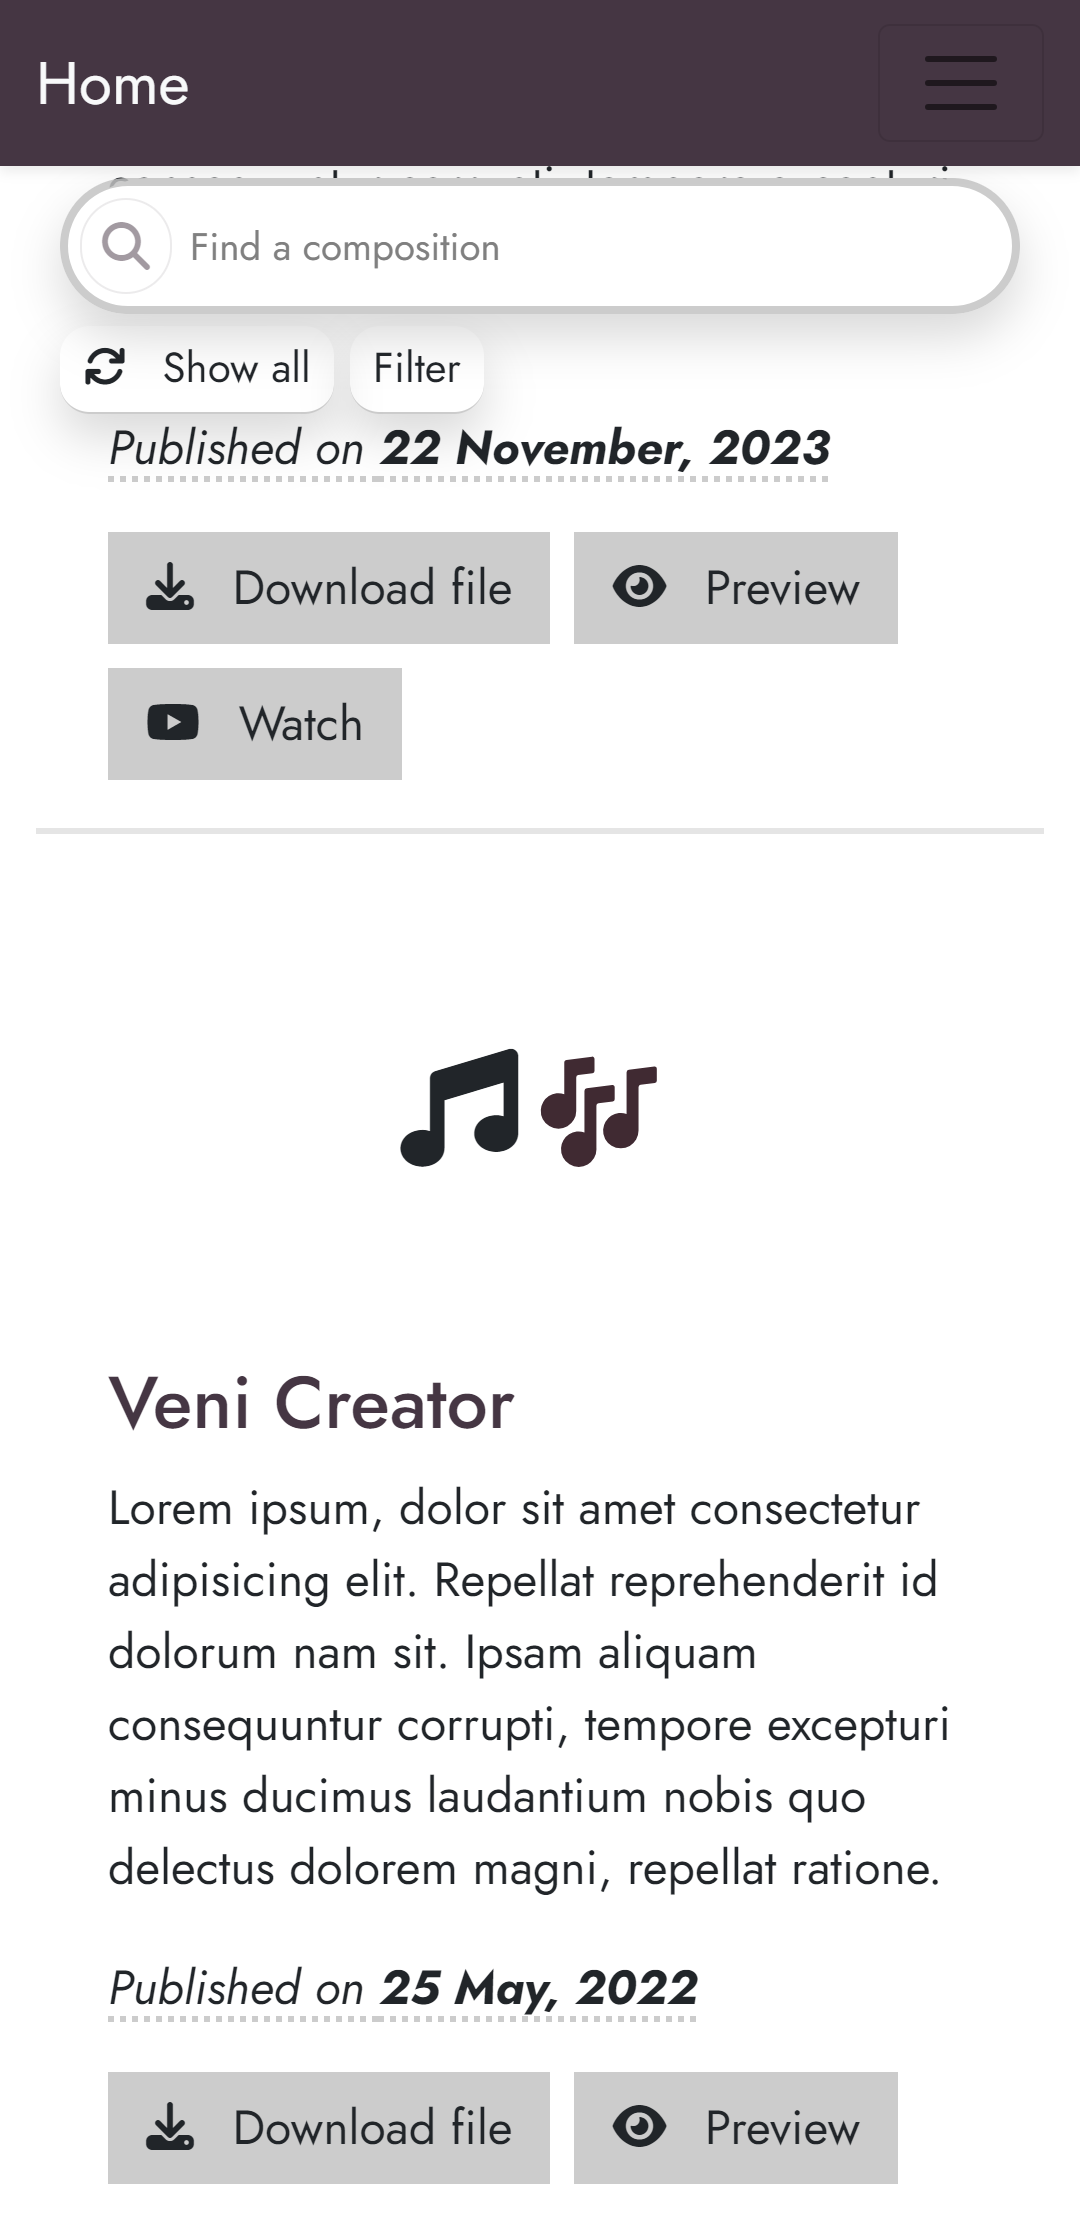 Home
Find a composition
Show all
Filter
Published on 22 November, 2023
Download file
Preview
Watch
Veni Creator
Lorem ipsum, dolor sit amet consectetur
adipisicing elit. Repellat reprehenderit id
dolorum nam sit. Ipsam aliquam
consequuntur corrupti, tempore excepturi
minus ducimus laudantium nobis quo
delectus dolorem magni, repellat ratione.
Published on 25 May, 2022
Download file
Preview